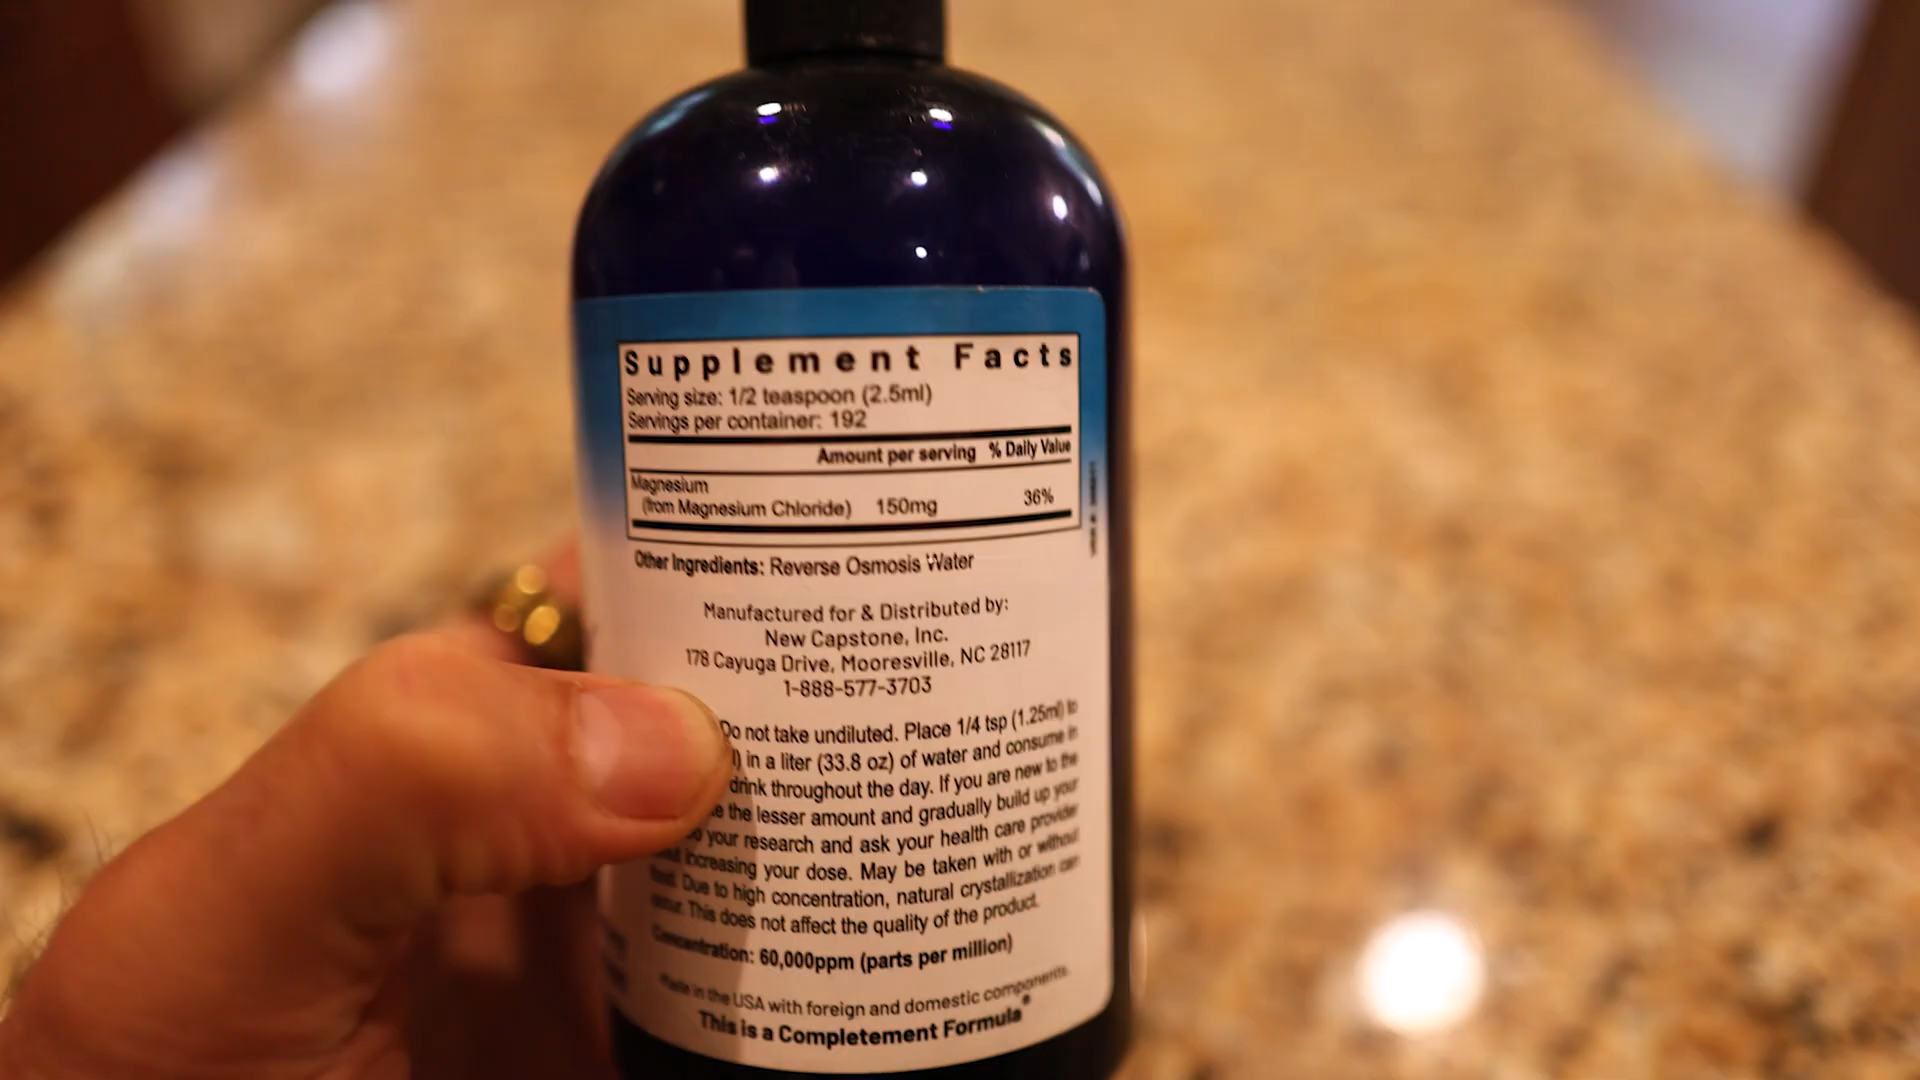 Supplement Facts
Serving size: 1/2 teaspoon (2.5ml)
Servings per container: 192
Amount per serving % Daily Value
Magnesium
(from Magnesium Chloride) 150mg 36%
Other Ingredients: Reverse Osmosis Water
Manufactured for & Distributed by:
New Capstone, Inc.
178 Cayuga Drive, Mooresville, NC 28117
1-888-577-3703
Do not take undiluted. Place 1/4 tsp (1.25ml) to
in a liter (33.8 oz) of water and consume in
drink throughout the day. If you are new to the
the lesser amount and gradually build up your
your research and ask your health care provider
increasing your dose. May be taken with or without
food. Due to high concentration, natural crystallization can
occur. This does not affect the quality of the product.
Concentration: 60,000ppm (parts per million)
Made in the USA with foreign and domestic components.
This is a Completement Formula®